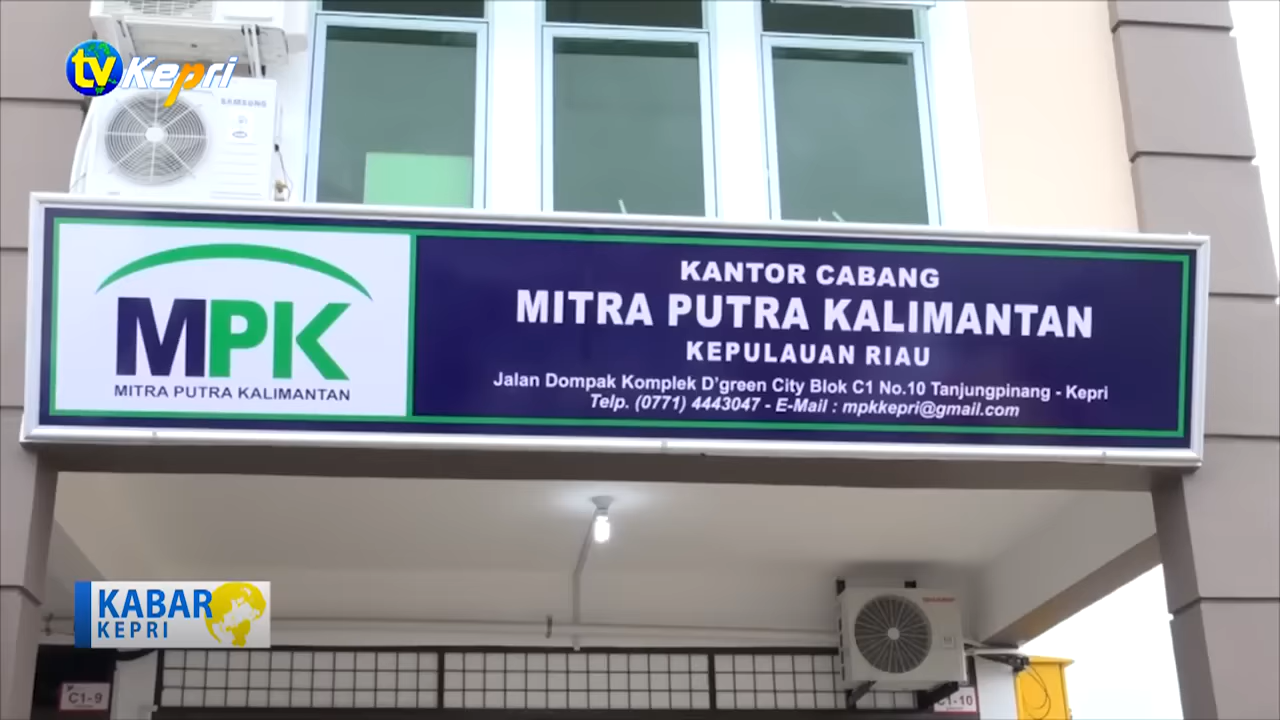 tv Kepri
SAMSUNG
MPK
MITRA PUTRA KALIMANTAN
KANTOR CABANG
MITRA PUTRA KALIMANTAN
KEPULAUAN RIAU
Jalan Dompak Komplek D'green City Blok C1 No.10 Tanjungpinang - Kepri
Telp. (0771) 4443047 - E-Mail : mpkkepri@gmail.com
KABAR
KEPRI
C1-9
C1-10